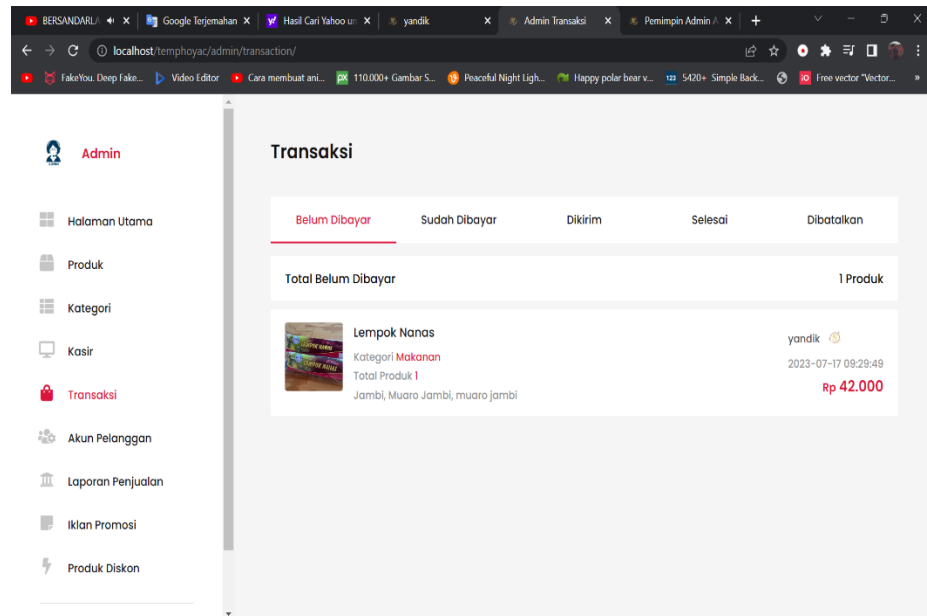 BERSANDARL
Google Terjemahan
Hasil Cari Yahoo un
yandik
Admin Transaksi
Pemimpin Admin A
localhost/temphoyac/admin/transaction/
FakeYou. Deep Fake...
Video Editor
Cara membuat ani...
110.000+ Gambar S...
Peaceful Night Ligh...
Happy polar bear v...
123
5420+ Simple Back...
Free vector "Vector...
Admin
Halaman Utama
Produk
Kategori
Kasir
Transaksi
Akun Pelanggan
Laporan Penjualan
Iklan Promosi
Produk Diskon
Transaksi
Belum Dibayar
Sudah Dibayar
Dikirim
Selesai
Dibatalkan
Total Belum Dibayar
1 Produk
Lempok Nanas
Kategori Makanan
Total Produk 1
Jambi, Muaro Jambi, muaro jambi
yandik
2023-07-17 09:29:49
Rp 42.000